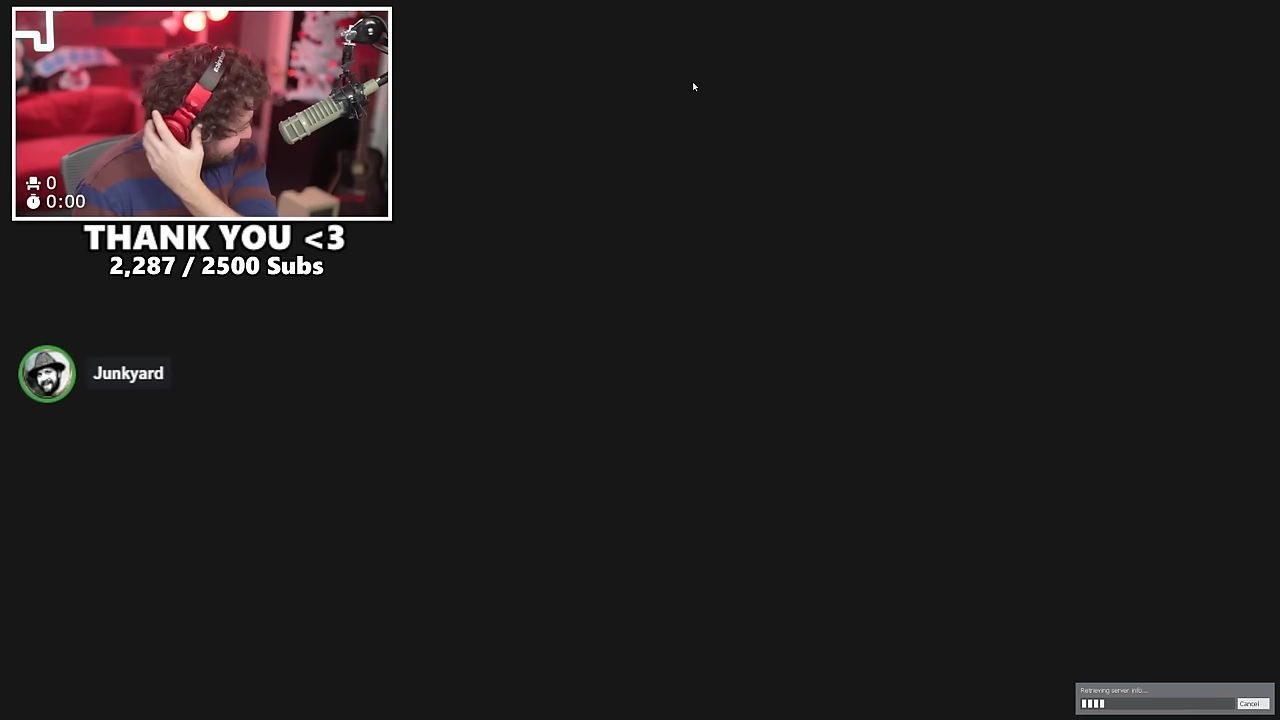 0
0:00
THANK YOU <3
2,287 / 2500 Subs
Junkyard
Retrieving server info...
Cancel